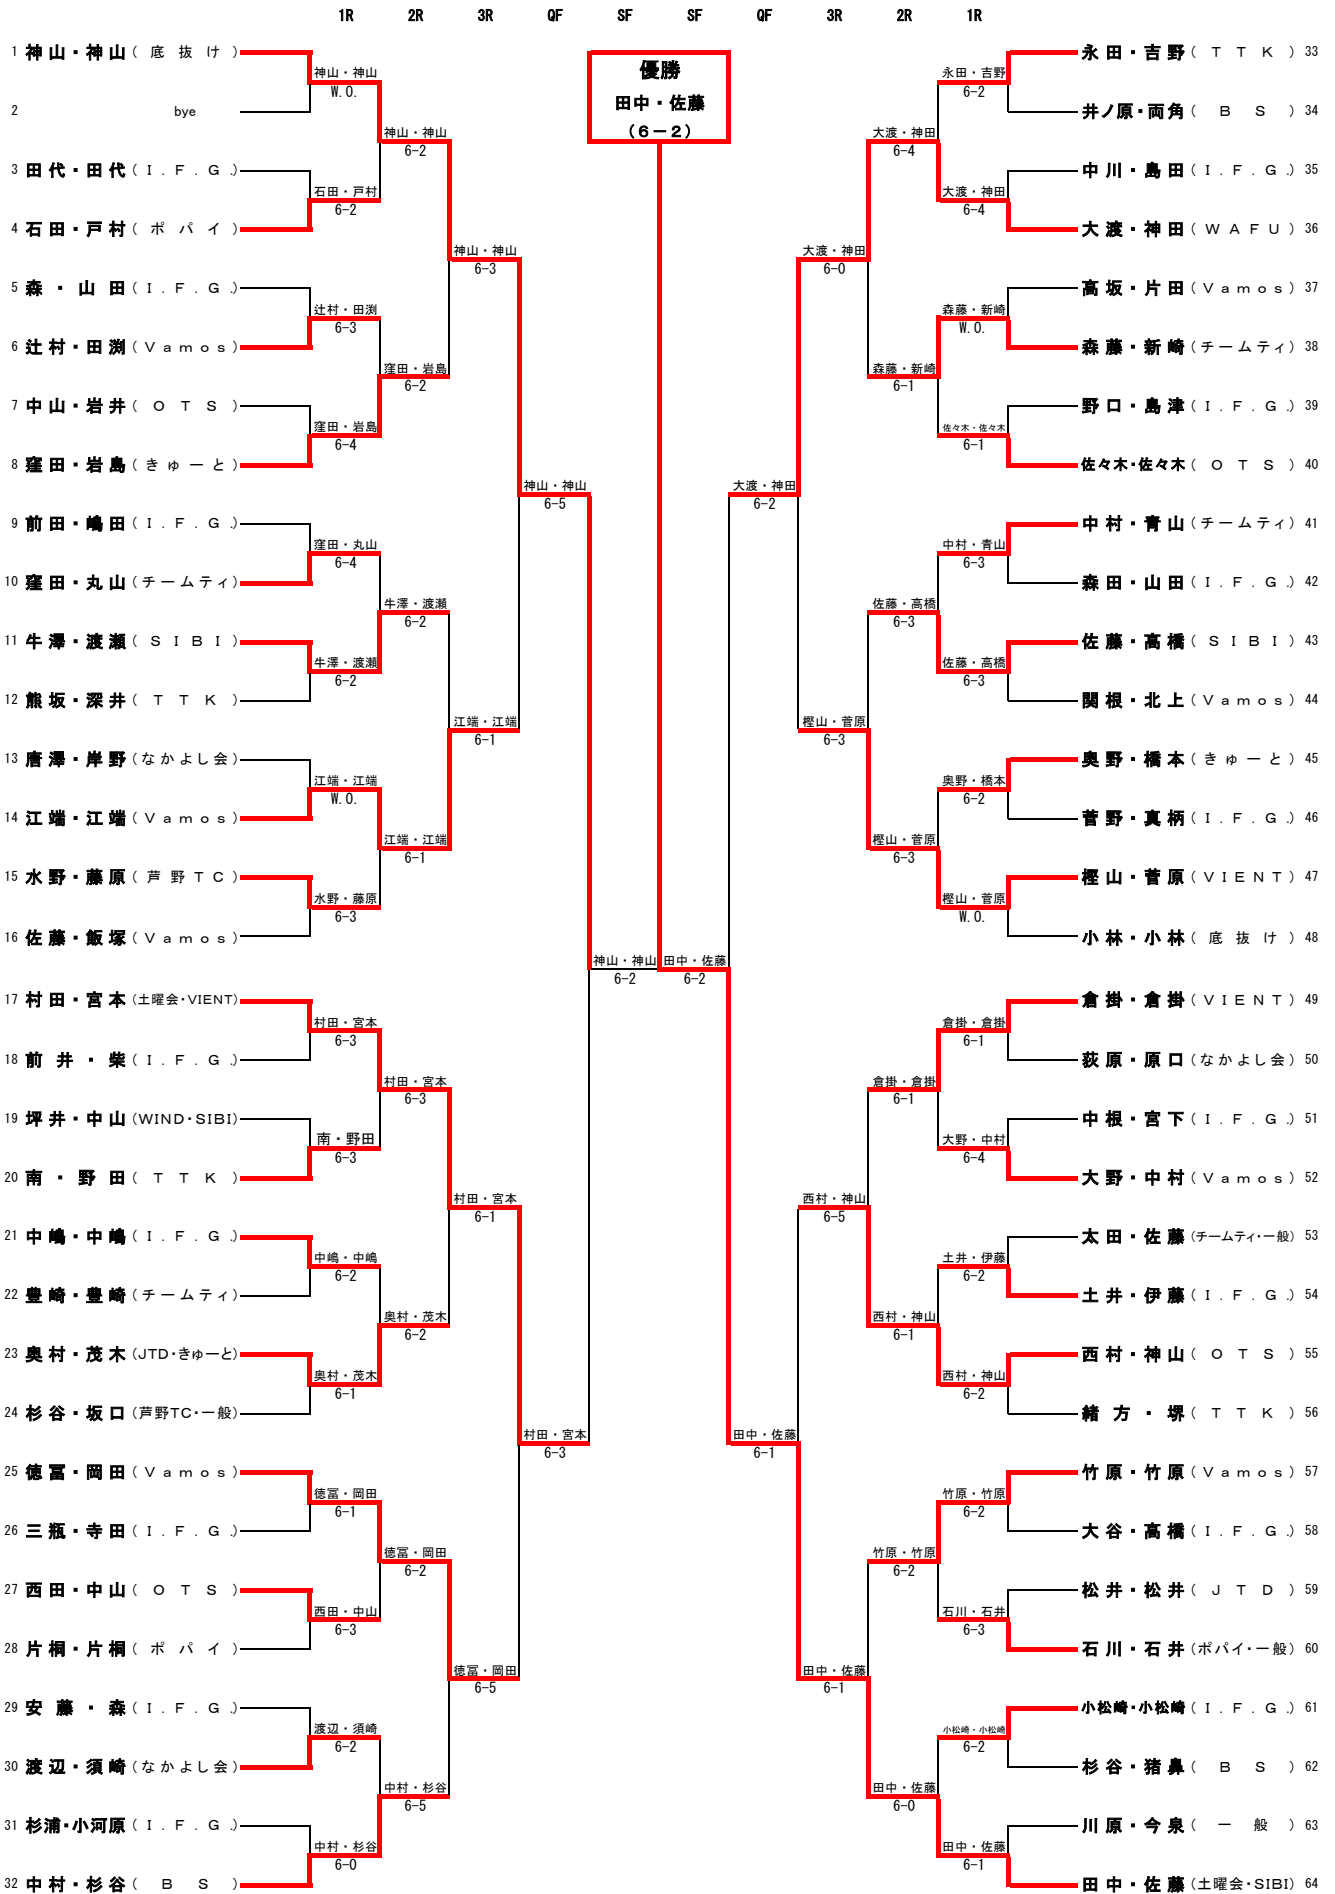 1R 2R 3R QF SF SF QF 3R 2R 1R
優勝
田中・佐藤
(6－2)
1 神山・神山 (底抜け)
2 bye
3 田代・田代 (I.F.G.)
4 石田・戸村 (ポパイ)
5 森・山田 (I.F.G.)
6 辻村・田渕 (Vamos)
7 中山・岩井 (OTS)
8 窪田・岩島 (きゅーと)
9 前田・嶋田 (I.F.G.)
10 窪田・丸山 (チームティ)
11 牛澤・渡瀬 (SIBI)
12 熊坂・深井 (TTK)
13 唐澤・岸野 (なかよし会)
14 江端・江端 (Vamos)
15 水野・藤原 (芦野TC)
16 佐藤・飯塚 (Vamos)
17 村田・宮本 (土曜会・VIENT)
18 前井・柴 (I.F.G.)
19 坪井・中山 (WIND・SIBI)
20 南・野田 (TTK)
21 中嶋・中嶋 (I.F.G.)
22 豊崎・豊崎 (チームティ)
23 奥村・茂木 (JTD・きゅーと)
24 杉谷・坂口 (芦野TC・一般)
25 徳冨・岡田 (Vamos)
26 三瓶・寺田 (I.F.G.)
27 西田・中山 (OTS)
28 片桐・片桐 (ポパイ)
29 安藤・森 (I.F.G.)
30 渡辺・須崎 (なかよし会)
31 杉浦・小河原 (I.F.G.)
32 中村・杉谷 (BS)
神山・神山
W.O.
石田・戸村
6-2
辻村・田渕
6-3
窪田・岩島
6-4
窪田・丸山
6-4
牛澤・渡瀬
6-2
江端・江端
W.O.
水野・藤原
6-3
村田・宮本
6-3
南・野田
6-3
中嶋・中嶋
6-2
奥村・茂木
6-1
徳冨・岡田
6-1
西田・中山
6-3
渡辺・須崎
6-2
中村・杉谷
6-0
神山・神山
6-2
窪田・岩島
6-2
牛澤・渡瀬
6-2
江端・江端
6-1
村田・宮本
6-3
奥村・茂木
6-2
徳冨・岡田
6-2
中村・杉谷
6-5
神山・神山
6-3
江端・江端
6-1
村田・宮本
6-1
徳冨・岡田
6-5
神山・神山
6-5
村田・宮本
6-3
神山・神山
6-2
田中・佐藤
6-2
大渡・神田
6-2
田中・佐藤
6-1
大渡・神田
6-0
樫山・菅原
6-3
西村・神山
6-5
田中・佐藤
6-1
大渡・神田
6-4
森藤・新崎
6-1
佐藤・高橋
6-3
樫山・菅原
6-3
倉掛・倉掛
6-1
西村・神山
6-1
竹原・竹原
6-2
田中・佐藤
6-0
永田・吉野
6-2
大渡・神田
6-4
森藤・新崎
W.O.
佐々木・佐々木
6-1
中村・青山
6-3
佐藤・高橋
6-3
奥野・橋本
6-2
樫山・菅原
W.O.
倉掛・倉掛
6-1
大野・中村
6-4
土井・伊藤
6-2
西村・神山
6-2
竹原・竹原
6-2
石川・石井
6-3
小松崎・小松崎
6-2
田中・佐藤
6-1
永田・吉野 (TTK) 33
井ノ原・両角 (BS) 34
中川・島田 (I.F.G.) 35
大渡・神田 (WAFU) 36
高坂・片田 (Vamos) 37
森藤・新崎 (チームティ) 38
野口・島津 (I.F.G.) 39
佐々木・佐々木 (OTS) 40
中村・青山 (チームティ) 41
森田・山田 (I.F.G.) 42
佐藤・高橋 (SIBI) 43
関根・北上 (Vamos) 44
奥野・橋本 (きゅーと) 45
菅野・真柄 (I.F.G.) 46
樫山・菅原 (VIENT) 47
小林・小林 (底抜け) 48
倉掛・倉掛 (VIENT) 49
荻原・原口 (なかよし会) 50
中根・宮下 (I.F.G.) 51
大野・中村 (Vamos) 52
太田・佐藤 (チームティ・一般) 53
土井・伊藤 (I.F.G.) 54
西村・神山 (OTS) 55
緒方・堺 (TTK) 56
竹原・竹原 (Vamos) 57
大谷・高橋 (I.F.G.) 58
松井・松井 (JTD) 59
石川・石井 (ポパイ・一般) 60
小松崎・小松崎 (I.F.G.) 61
杉谷・猪鼻 (BS) 62
川原・今泉 (一般) 63
田中・佐藤 (土曜会・SIBI) 64